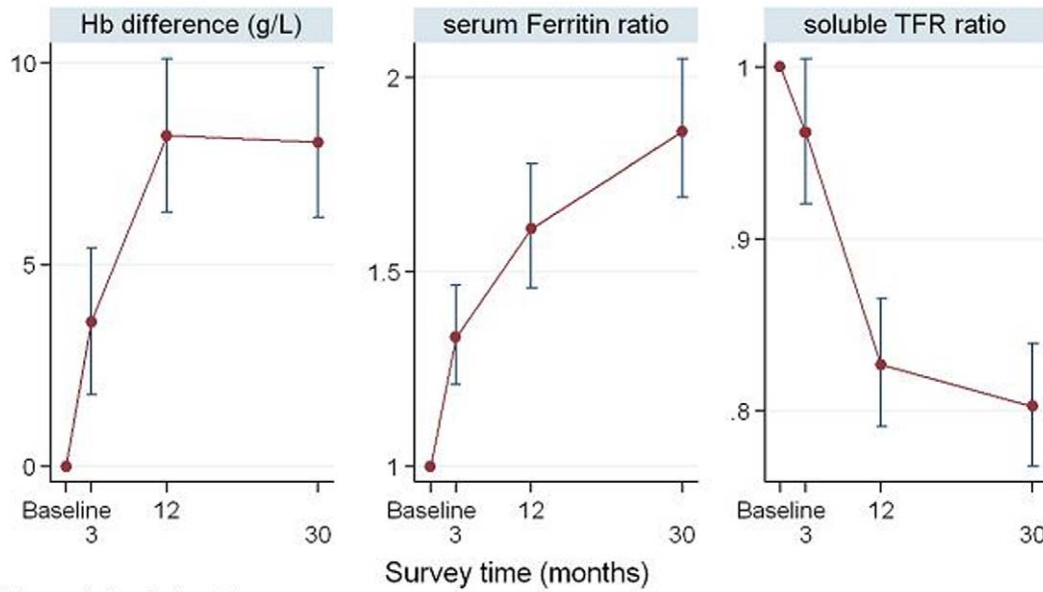 Hb difference (g/L)
serum Ferritin ratio
soluble TFR ratio
10
5
0
2
1.5
1
1
.9
.8
Baseline
3
12
30
Baseline
3
12
30
Baseline
3
12
30
Survey time (months)